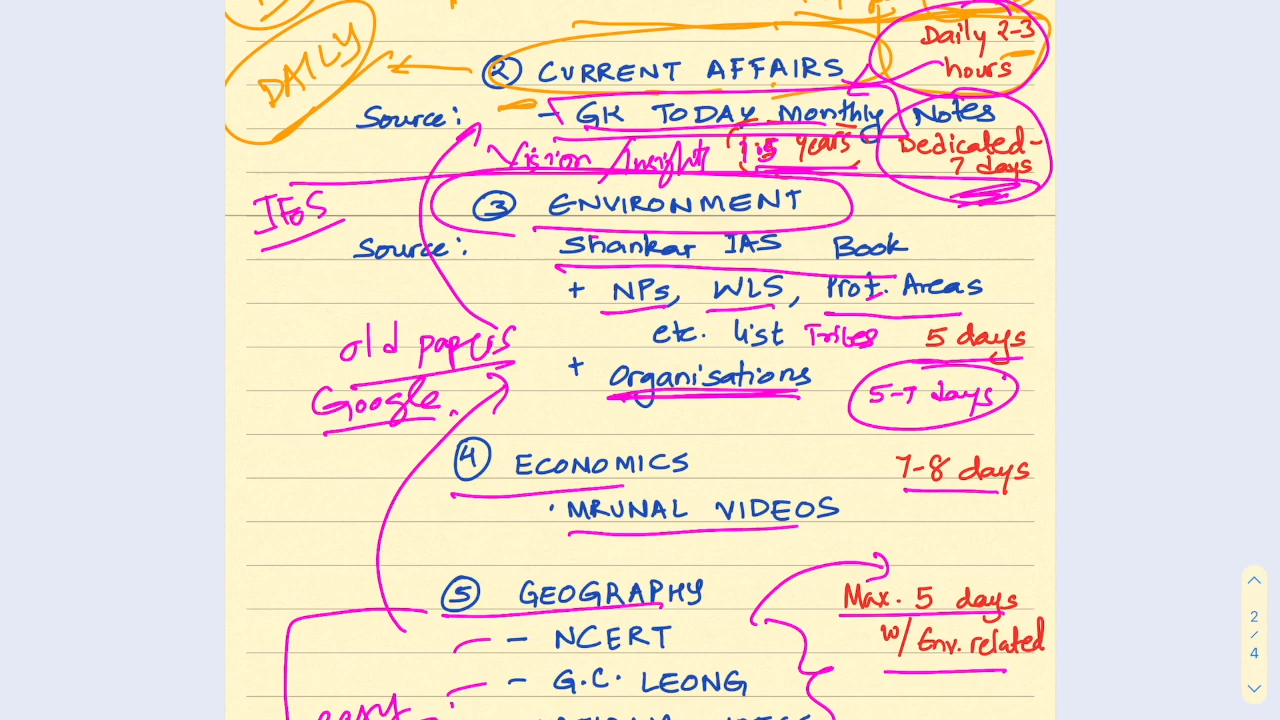 Daily 2-3
hours
DAILY
② CURRENT AFFAIRS
Source: - GK TODAY Monthly Notes
Vision / Insight (1.5 years) Dedicated-
7 days
IFoS
③ ENVIRONMENT
Source: Shankar IAS Book
+ NPs, WLS, Prot. Areas
etc. list Tribes 5 days
old papers
+ Organisations 5-7 days
Google.
④ ECONOMICS 7-8 days
· MRUNAL VIDEOS
⑤ GEOGRAPHY Max. 5 days
- NCERT w/ Env. related
- G.C. LEONG
2
/
4